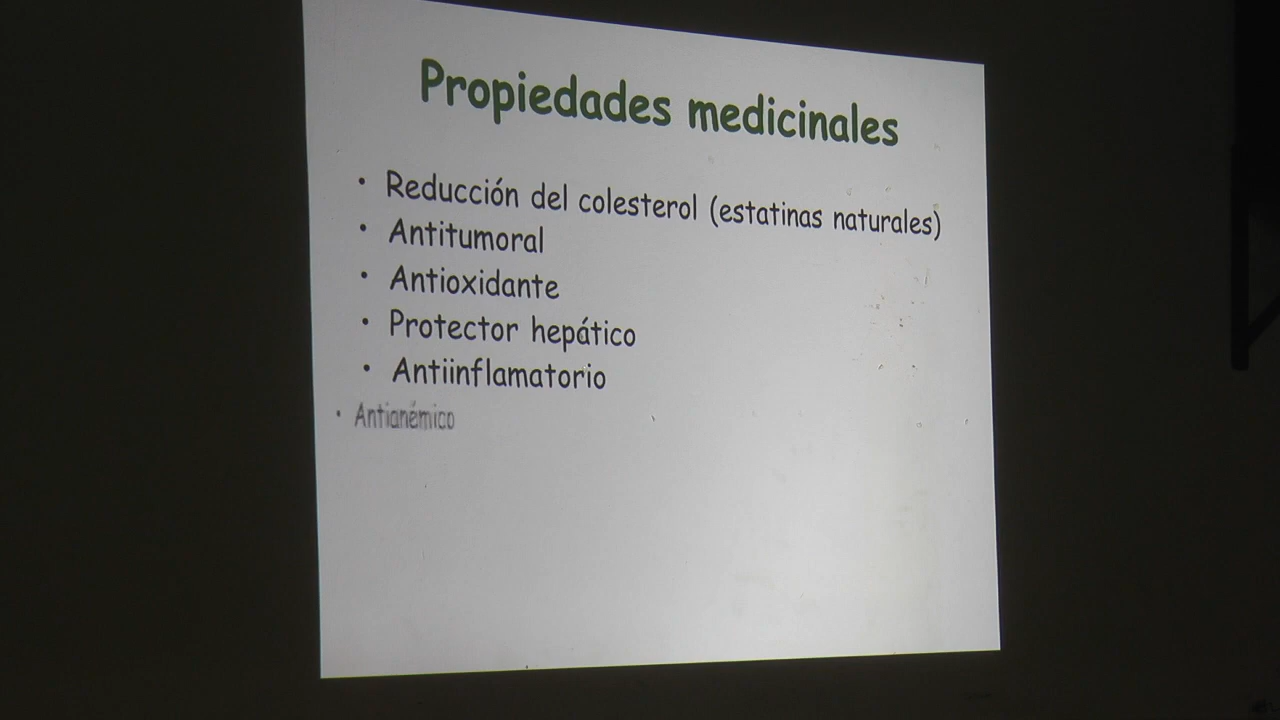 Propiedades medicinales
• Reducción del colesterol (estatinas naturales)
• Antitumoral
• Antioxidante
• Protector hepático
• Antiinflamatorio
• Antianémico